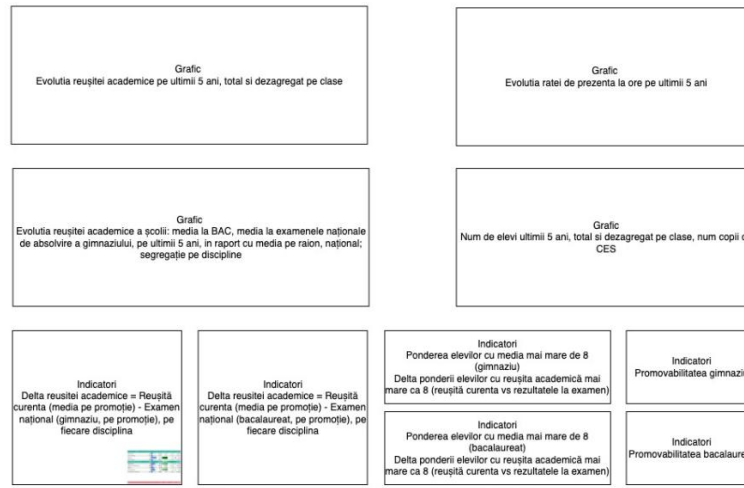 Grafic
Evolutia reușitei academice pe ultimii 5 ani, total si dezagregat pe clase
Grafic
Evolutia ratei de prezenta la ore pe ultimii 5 ani
Grafic
Evolutia reușitei academice a școlii: media la BAC, media la examenele naționale
de absolvire a gimnaziului, pe ultimii 5 ani, in raport cu media pe raion, național;
segregație pe discipline
Grafic
Num de elevi ultimii 5 ani, total si dezagregat pe clase, num copii
CES
Indicatori
Delta reusitei academice = Reușită
curenta (media pe promoție) - Examen
național (gimnaziu, pe promoție), pe
fiecare disciplina
Indicatori
Delta reusitei academice = Reușită
curenta (media pe promoție) - Examen
național (bacalaureat, pe promoție), pe
fiecare disciplina
Indicatori
Ponderea elevilor cu media mai mare de 8
(gimnaziu)
Delta ponderii elevilor cu reușita academică mai
mare ca 8 (reușită curenta vs rezultatele la examen)
Indicatori
Promovabilitatea gimnaziu
Indicatori
Ponderea elevilor cu media mai mare de 8
(bacalaureat)
Delta ponderii elevilor cu reușita academică mai
mare ca 8 (reușită curenta vs rezultatele la examen)
Indicatori
Promovabilitatea bacalaure